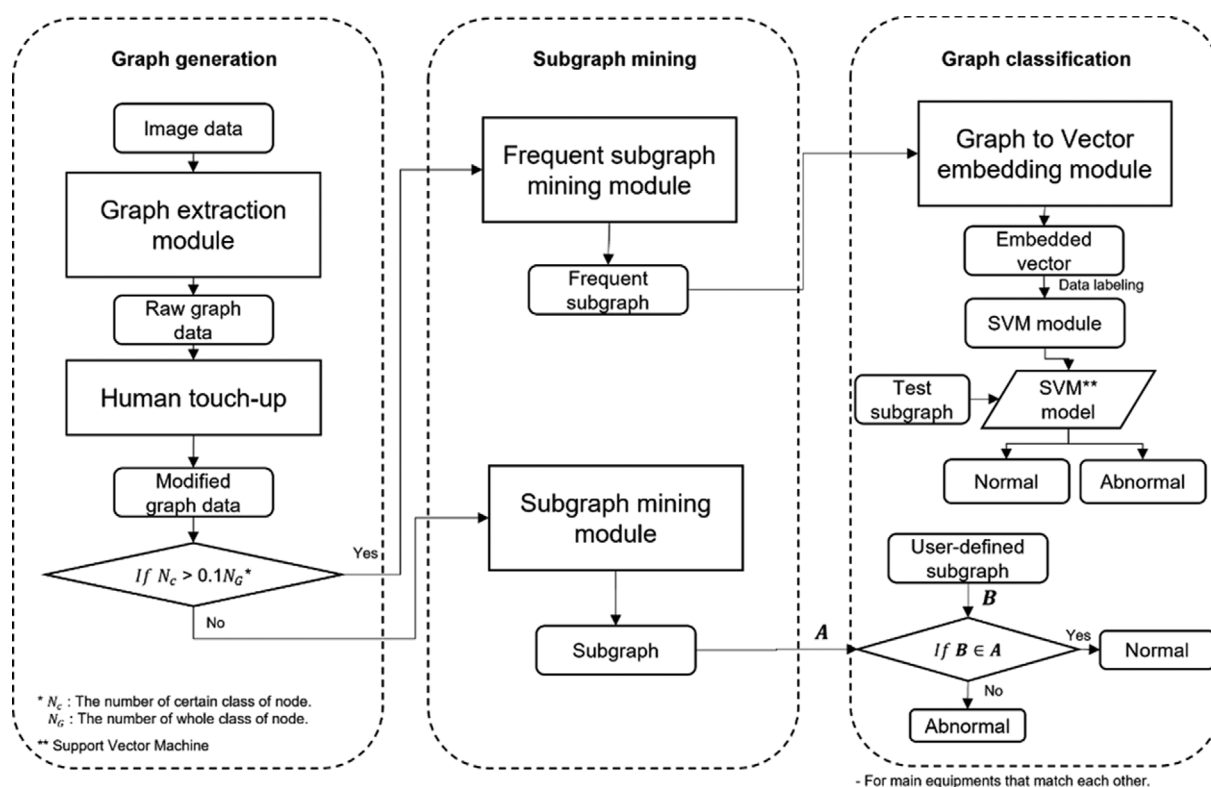 Graph generation
Image data
Graph extraction
module
Raw graph
data
Human touch-up
Modified
graph data
If N_c > 0.1N_G*
Yes
No
* N_c : The number of certain class of node.
N_G : The number of whole class of node.
** Support Vector Machine
Subgraph mining
Frequent subgraph
mining module
Frequent
subgraph
Subgraph mining
module
Subgraph
A
Graph classification
Graph to Vector
embedding module
Embedded
vector
Data labeling
SVM module
Test
subgraph
SVM**
model
Normal
Abnormal
User-defined
subgraph
B
If B ∈ A
Yes
Normal
No
Abnormal
- For main equipments that match each other.